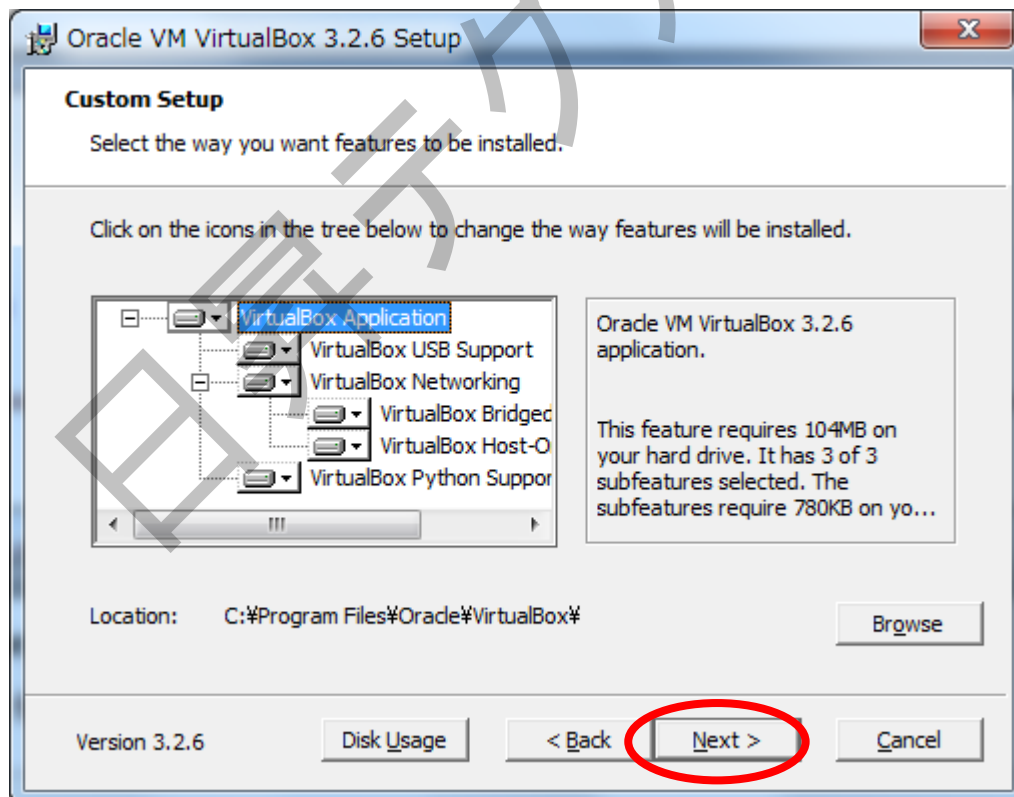 Oracle VM VirtualBox 3.2.6 Setup
Custom Setup
Select the way you want features to be installed.
Click on the icons in the tree below to change the way features will be installed.
VirtualBox Application
VirtualBox USB Support
VirtualBox Networking
VirtualBox Bridged
VirtualBox Host-O
VirtualBox Python Suppor
Oracle VM VirtualBox 3.2.6
application.
This feature requires 104MB on
your hard drive. It has 3 of 3
subfeatures selected. The
subfeatures require 780KB on yo...
Location: C:¥Program Files¥Oracle¥VirtualBox¥
Browse
Version 3.2.6
Disk Usage
< Back
Next >
Cancel
日昇テク